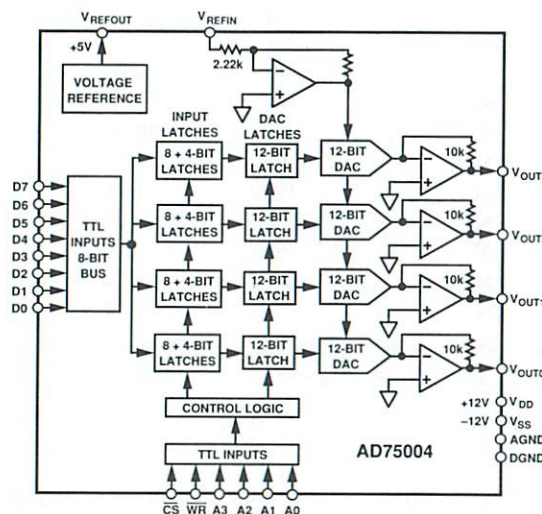 VREFOUT
VREFIN
+5V
2.22k
VOLTAGE
REFERENCE
INPUT
LATCHES
DAC
LATCHES
8 + 4-BIT
LATCHES
12-BIT
LATCH
12-BIT
DAC
10k
VOUT
8 + 4-BIT
LATCHES
12-BIT
LATCH
12-BIT
DAC
10k
VOUT
8 + 4-BIT
LATCHES
12-BIT
LATCH
12-BIT
DAC
10k
VOUT1
8 + 4-BIT
LATCHES
12-BIT
LATCH
12-BIT
DAC
10k
VOUT0
D7
D6
D5
D4
D3
D2
D1
D0
TTL
INPUTS
8-BIT
BUS
CONTROL LOGIC
TTL INPUTS
CS WR A3 A2 A1 A0
+12V VDD
−12V VSS
AGND
DGND
AD75004